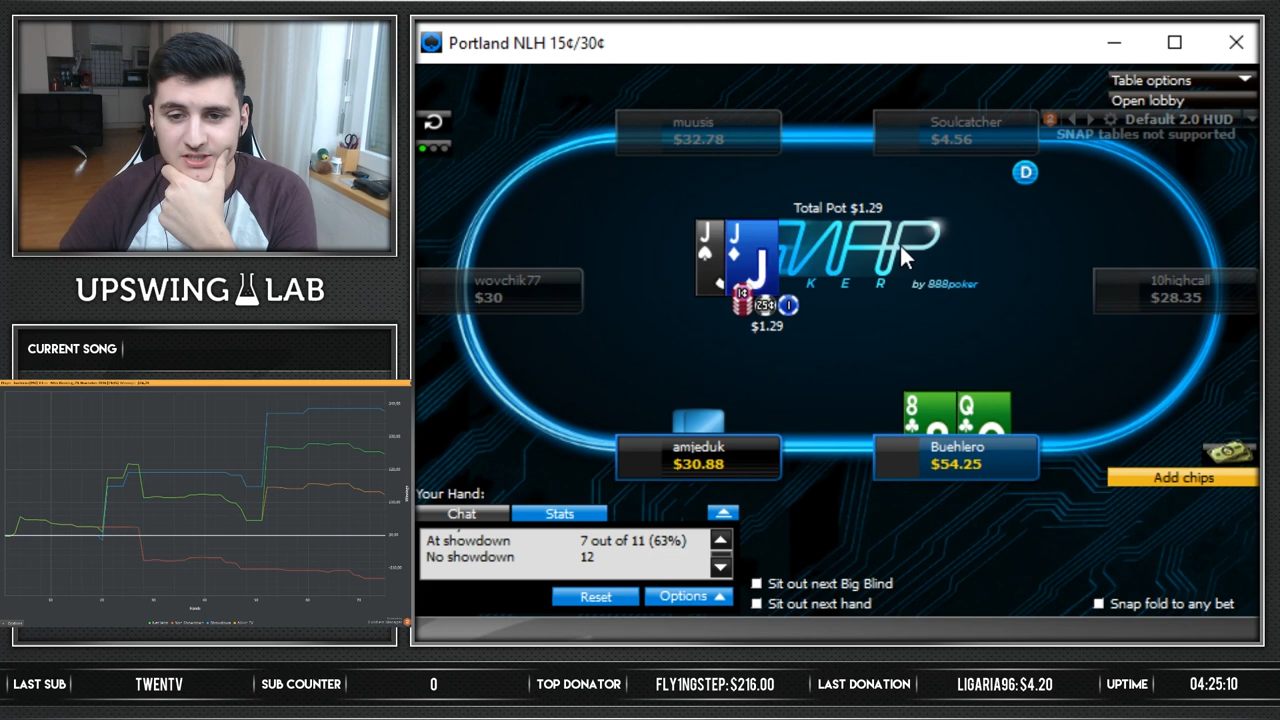 Portland NLH 15¢/30¢
Table options
Open lobby
Default 2.0 HUD
SNAP tables not supported
muusis
$32.78
Soulcatcher
$4.56
D
Total Pot $1.29
J
J
J
by 888poker
wovchik77
$30
10highcall
$28.35
$1.29
8
Q
amjeduk
$30.88
Buehlero
$54.25
Add chips
Your Hand:
Chat
Stats
At showdown 7 out of 11 (63%)
No showdown 12
Reset
Options
Sit out next Big Blind
Sit out next hand
Snap fold to any bet
UPSWING LAB
CURRENT SONG
LAST SUB
TWENTV
SUB COUNTER
0
TOP DONATOR
FLY1NGSTEP: $216.00
LAST DONATION
LIGARIA96: $4.20
UPTIME
04:25:10